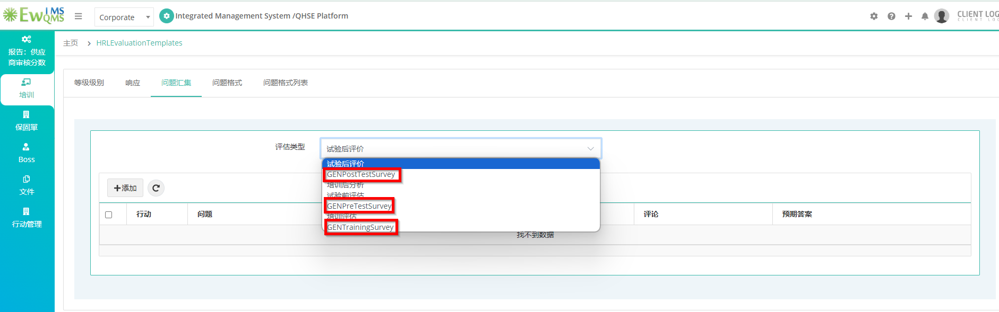 EwIMS QMS
Corporate
Integrated Management System /QHSE Platform
CLIENT LOG
CLIENT LOG
报告：供应
商审核分数
培训
保固單
Boss
文件
行动管理
主页 > HRLEvaluationTemplates
等级级别 响应 问题汇集 问题格式 问题格式列表
评估类型 试验后评价
试验后评价
GENPostTestSurvey
培训后分析
试验前评估
GENPreTestSurvey
培训评估
GENTrainingSurvey
添加
行动 问题 评论 预期答案
找不到数据